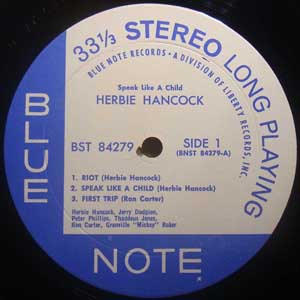 33⅓ STEREO LONG PLAYING
BLUE NOTE RECORDS • A DIVISION OF LIBERTY RECORDS, INC.
Speak Like A Child
HERBIE HANCOCK
BST 84279
SIDE 1
(BNST 84279-A)
1. RIOT (Herbie Hancock)
2. SPEAK LIKE A CHILD (Herbie Hancock)
3. FIRST TRIP (Ron Carter)
Herbie Hancock, Jerry Dodgion,
Peter Phillips, Thaddeus Jones,
Ron Carter, Granville "Mickey" Roker
BLUE
NOTE